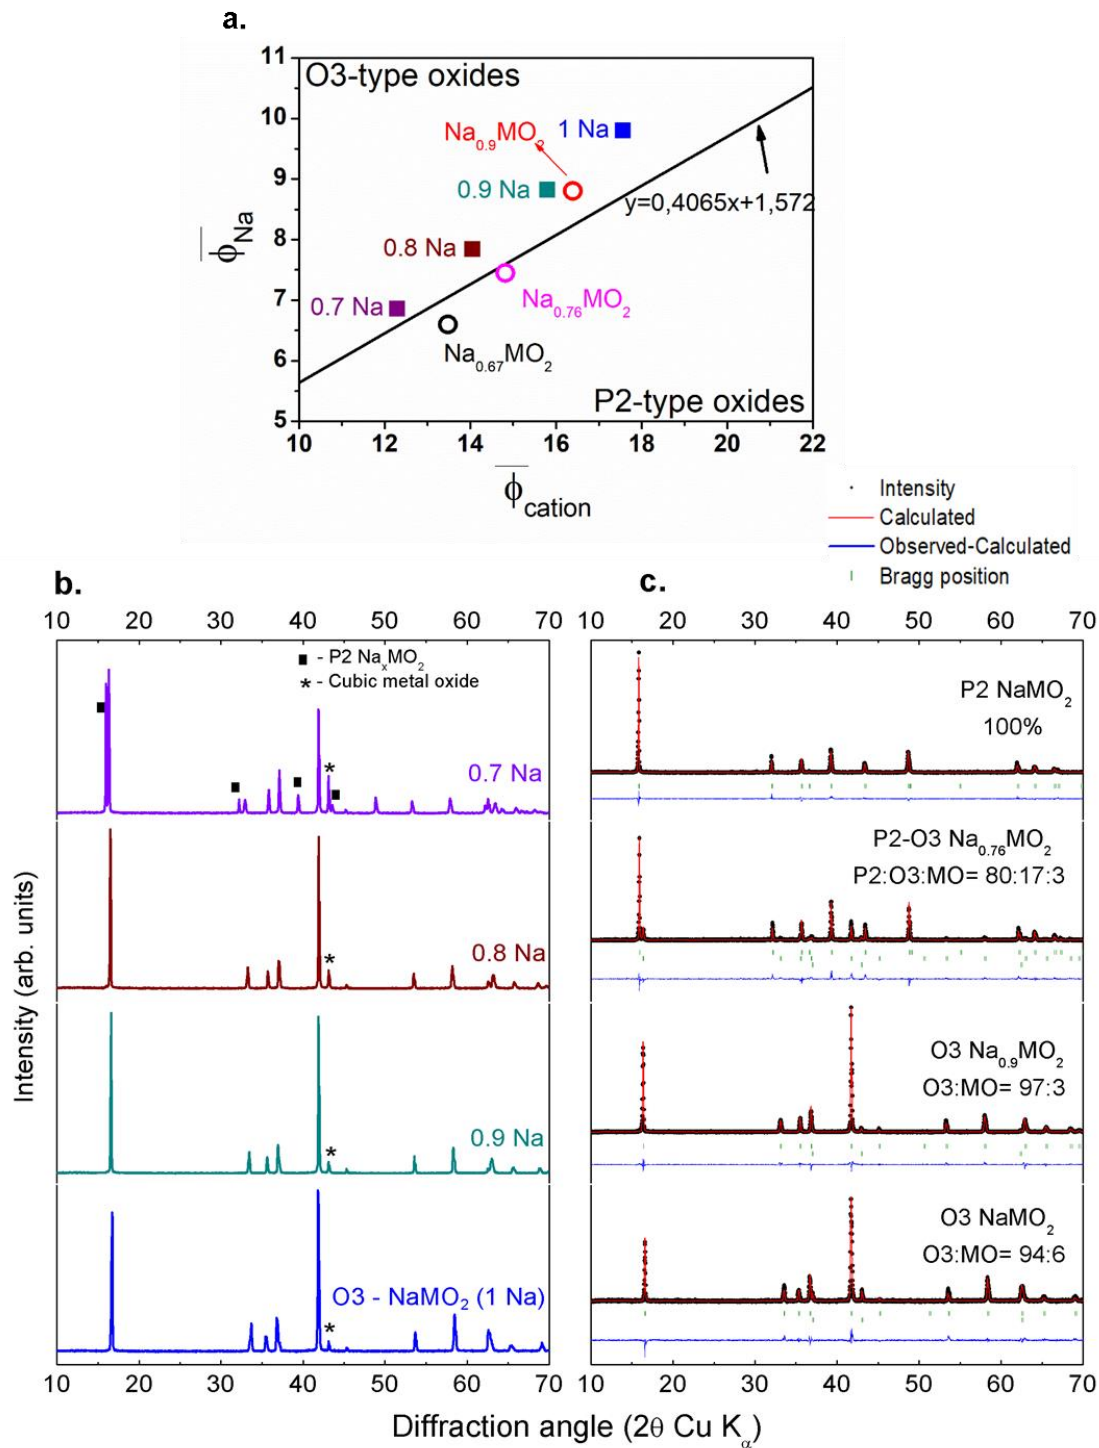 a.
11
10
9
8
7
6
5
ϕ̅Na
O3-type oxides
Na0.9MO2
1 Na
0.9 Na
y=0,4065x+1,572
0.8 Na
0.7 Na
Na0.76MO2
Na0.67MO2
P2-type oxides
10 12 14 16 18 20 22
ϕ̅cation
Intensity
Calculated
Observed-Calculated
Bragg position
b.
10 20 30 40 50 60 70
- P2 NaxMO2
* - Cubic metal oxide
*
0.7 Na
*
0.8 Na
*
0.9 Na
O3 - NaMO2 (1 Na)
*
10 20 30 40 50 60 70
Intensity (arb. units)
c.
10 20 30 40 50 60 70
P2 NaMO2
100%
P2-O3 Na0.76MO2
P2:O3:MO= 80:17:3
O3 Na0.9MO2
O3:MO= 97:3
O3 NaMO2
O3:MO= 94:6
10 20 30 40 50 60 70
Diffraction angle (2θ Cu Kα)